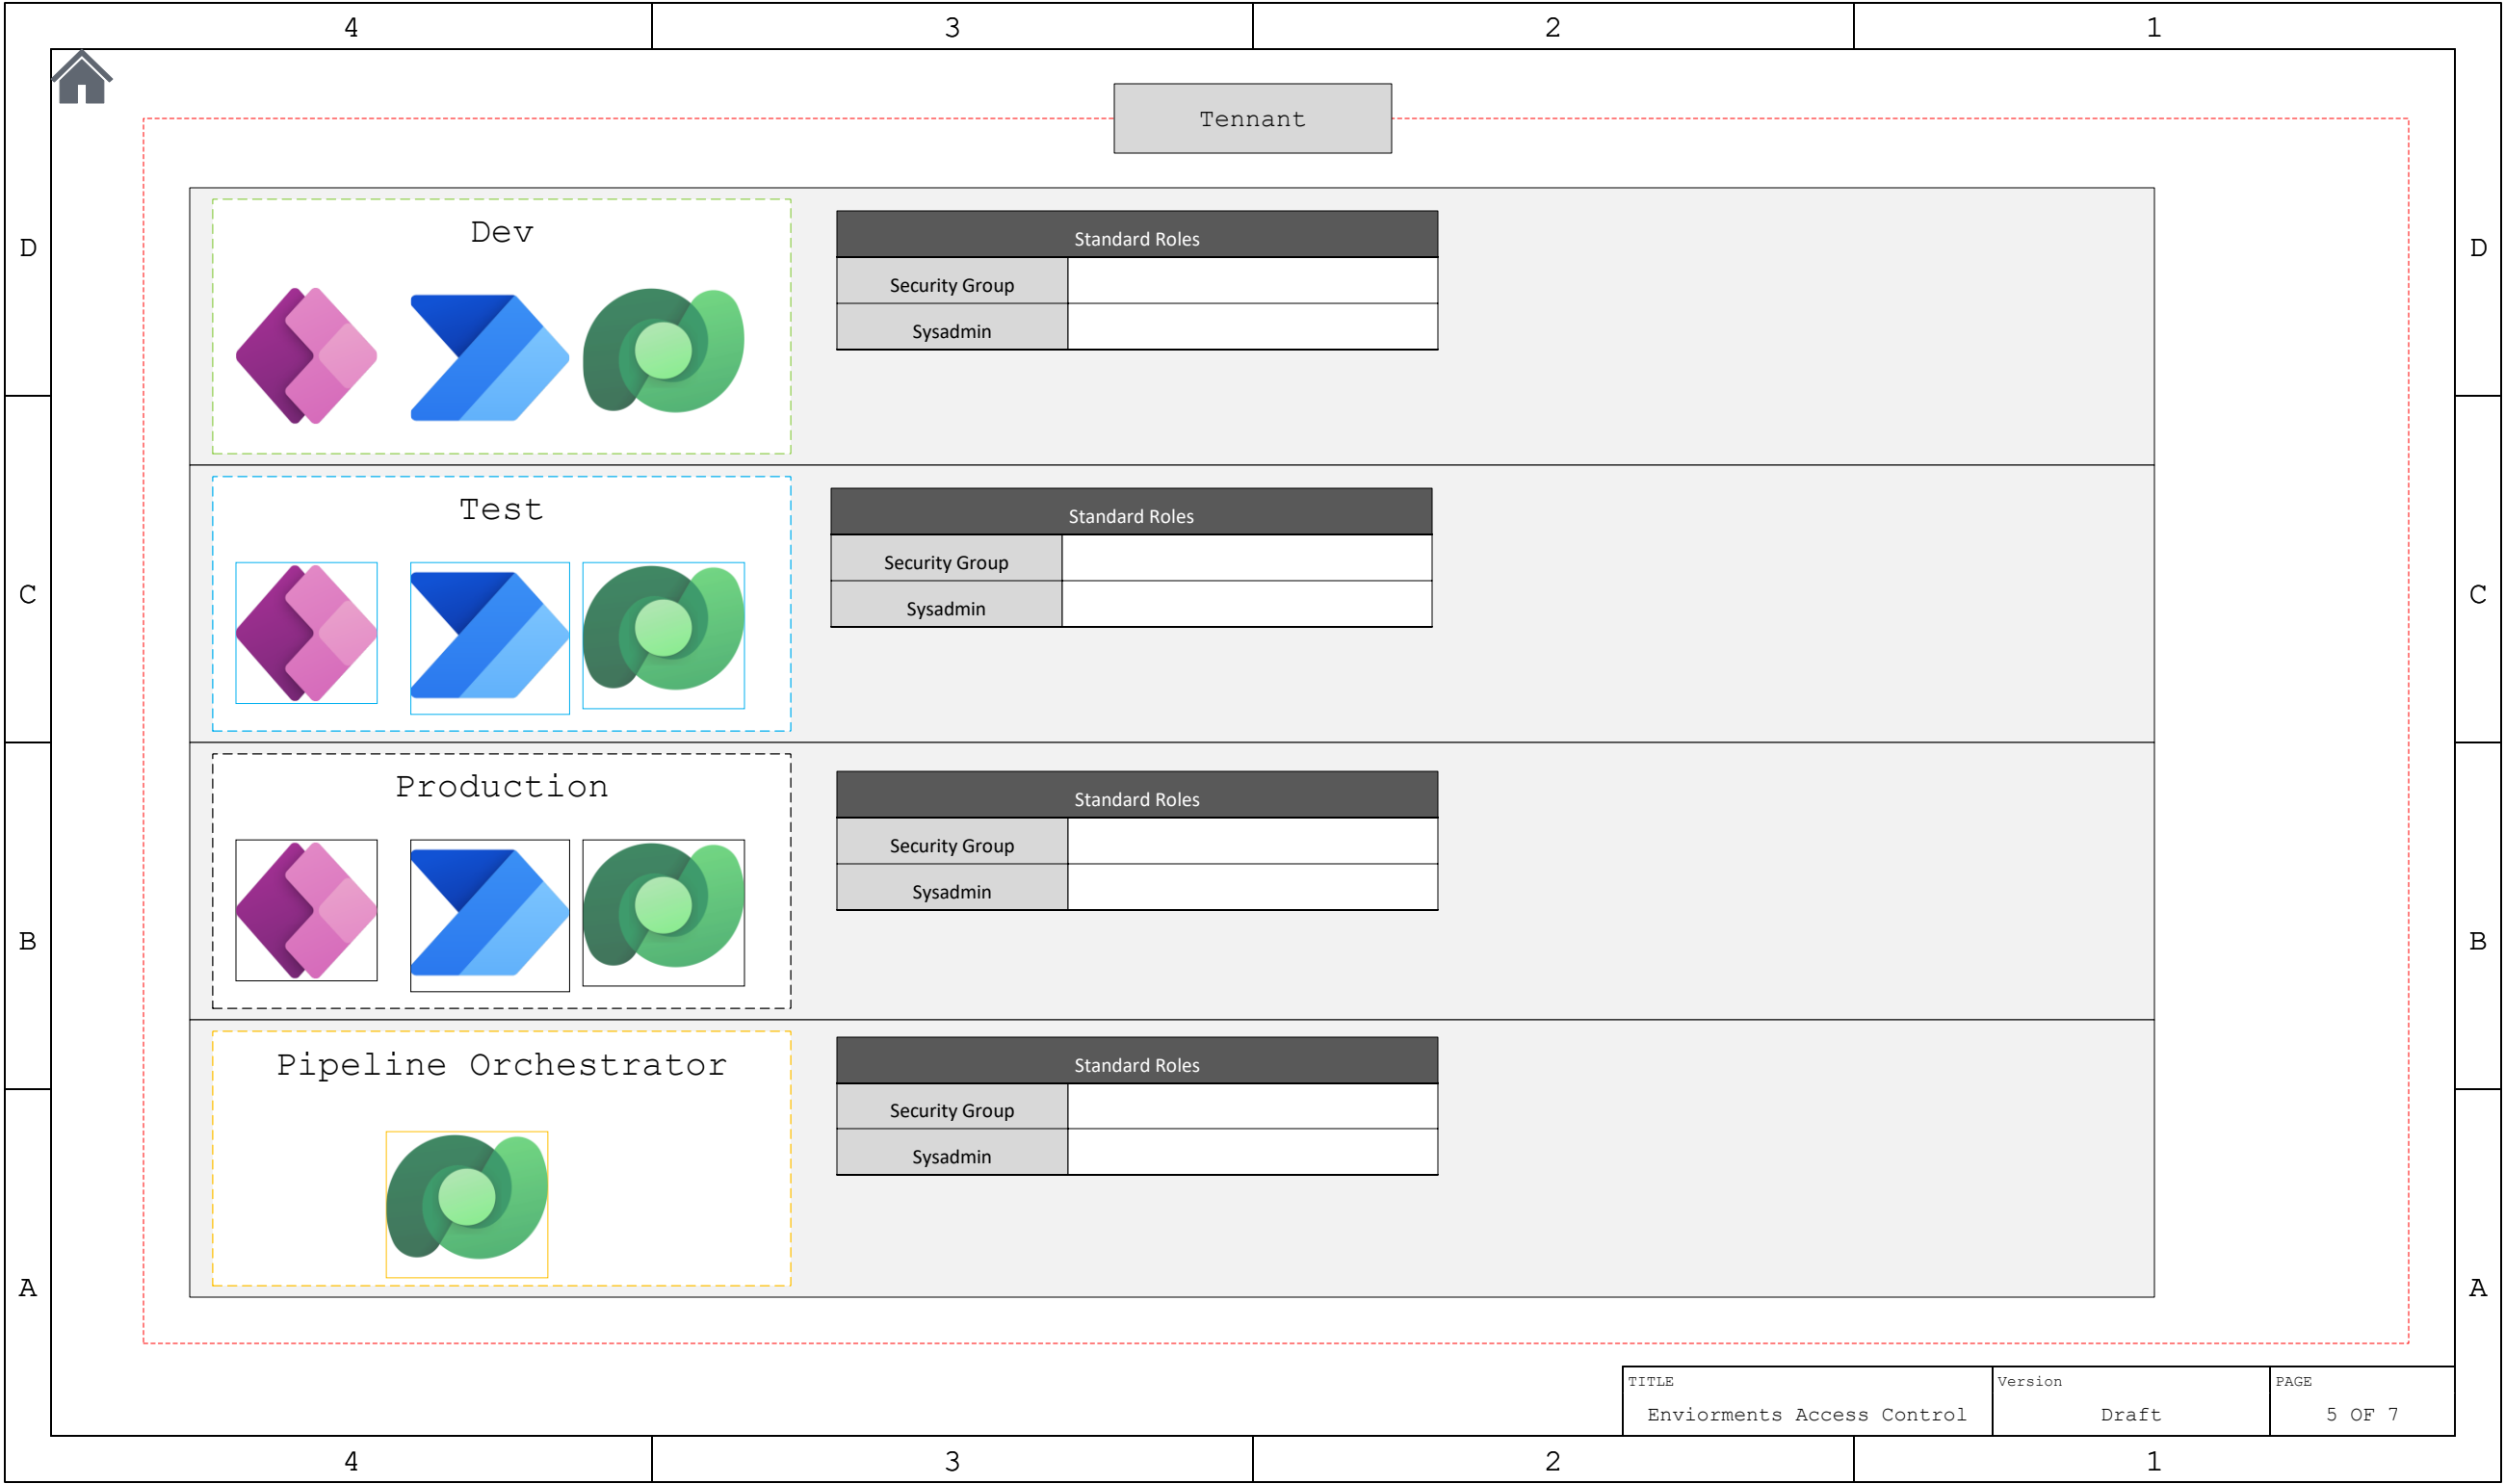 4 3 2 1
Tennant
Dev
Standard Roles
Security Group
Sysadmin
D D
Test
Standard Roles
Security Group
Sysadmin
C C
Production
Standard Roles
Security Group
Sysadmin
B B
Pipeline Orchestrator
Standard Roles
Security Group
Sysadmin
A A
TITLE Version PAGE
Enviorments Access Control Draft 5 OF 7
4 3 2 1